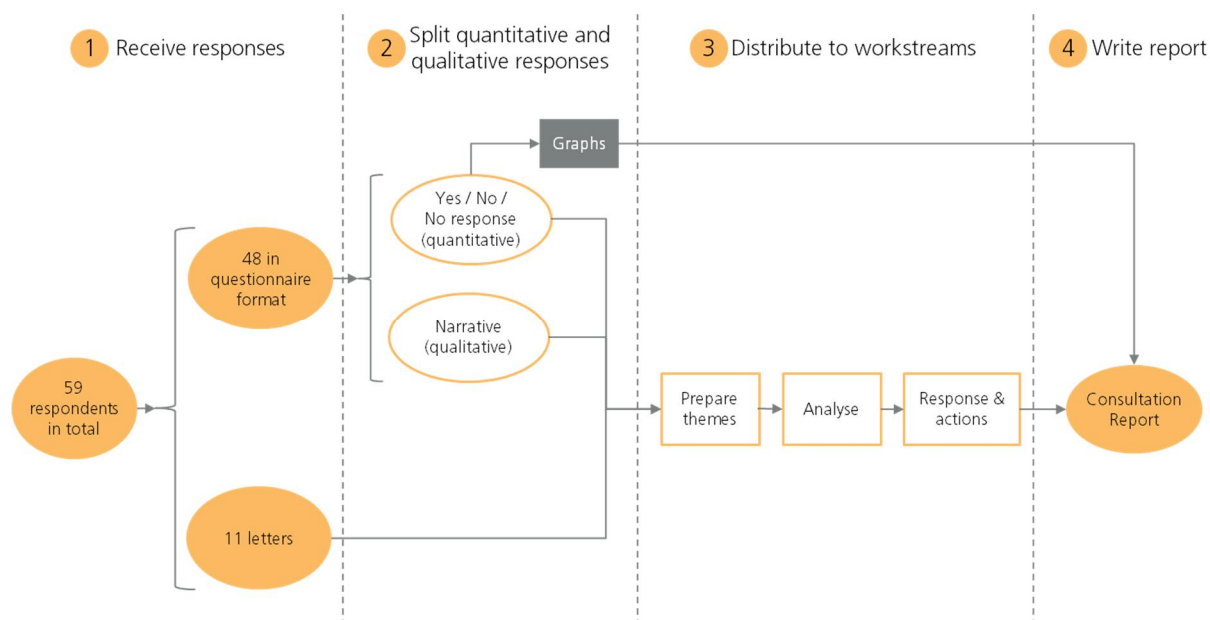 1 Receive responses
2 Split quantitative and
qualitative responses
3 Distribute to workstreams
4 Write report
Graphs
Yes / No /
No response
(quantitative)
48 in
questionnaire
format
Narrative
(qualitative)
59
respondents
in total
Prepare
themes
Analyse
Response &
actions
Consultation
Report
11 letters